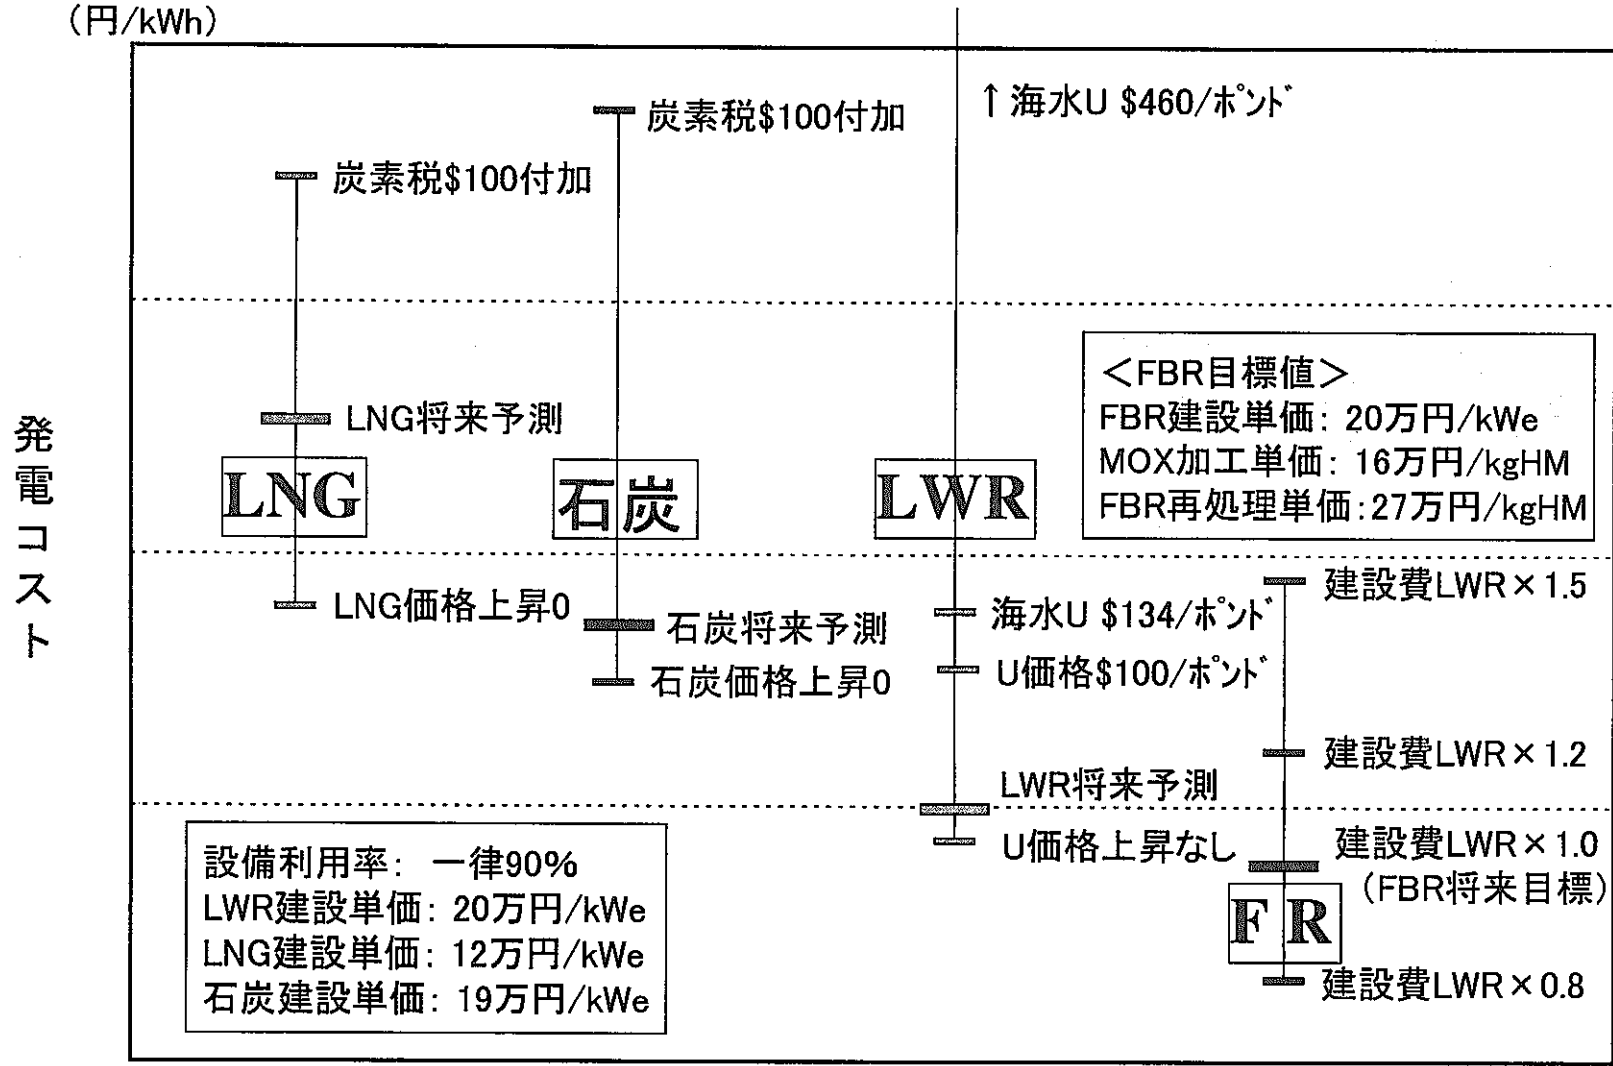 (円/kWh)
発電コスト
炭素税$100付加
LNG将来予測
LNG
LNG価格上昇0
炭素税$100付加
石炭
石炭将来予測
石炭価格上昇0
↑海水U $460/ポンド
LWR
海水U $134/ポンド
U価格$100/ポンド
LWR将来予測
U価格上昇なし
<FBR目標値>
FBR建設単価: 20万円/kWe
MOX加工単価: 16万円/kgHM
FBR再処理単価:27万円/kgHM
建設費LWR×1.5
建設費LWR×1.2
建設費LWR×1.0
(FBR将来目標)
FR
建設費LWR×0.8
設備利用率: 一律90%
LWR建設単価: 20万円/kWe
LNG建設単価: 12万円/kWe
石炭建設単価: 19万円/kWe